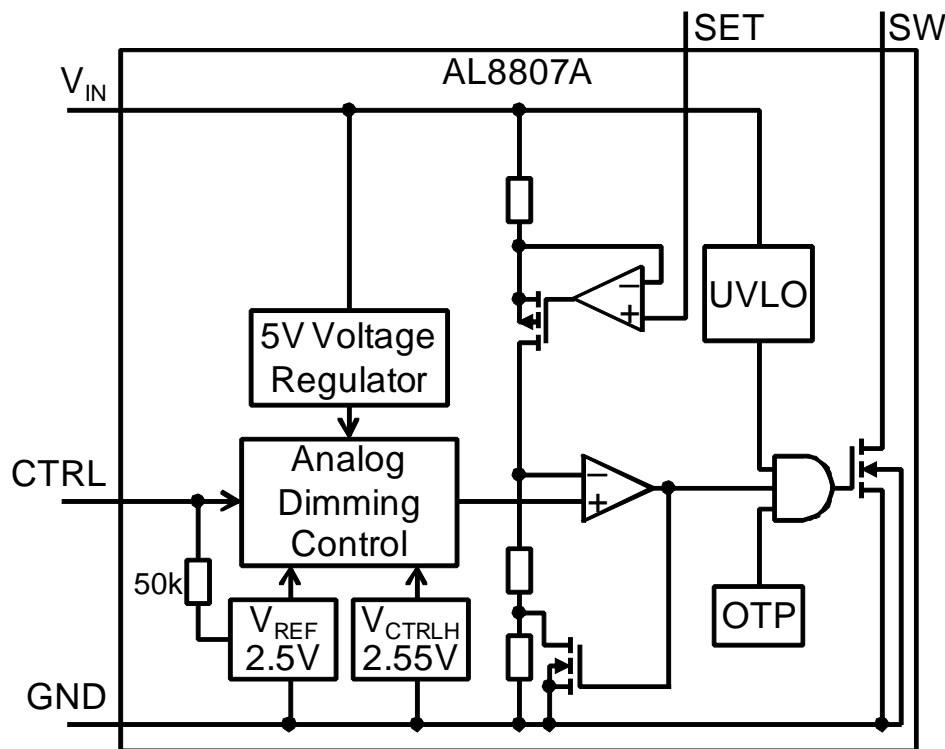 SET
SW
AL8807A
V_IN
5V Voltage
Regulator
UVLO
−
+
CTRL
Analog
Dimming
Control
−
+
50k
V_REF
2.5V
V_CTRLH
2.55V
OTP
GND